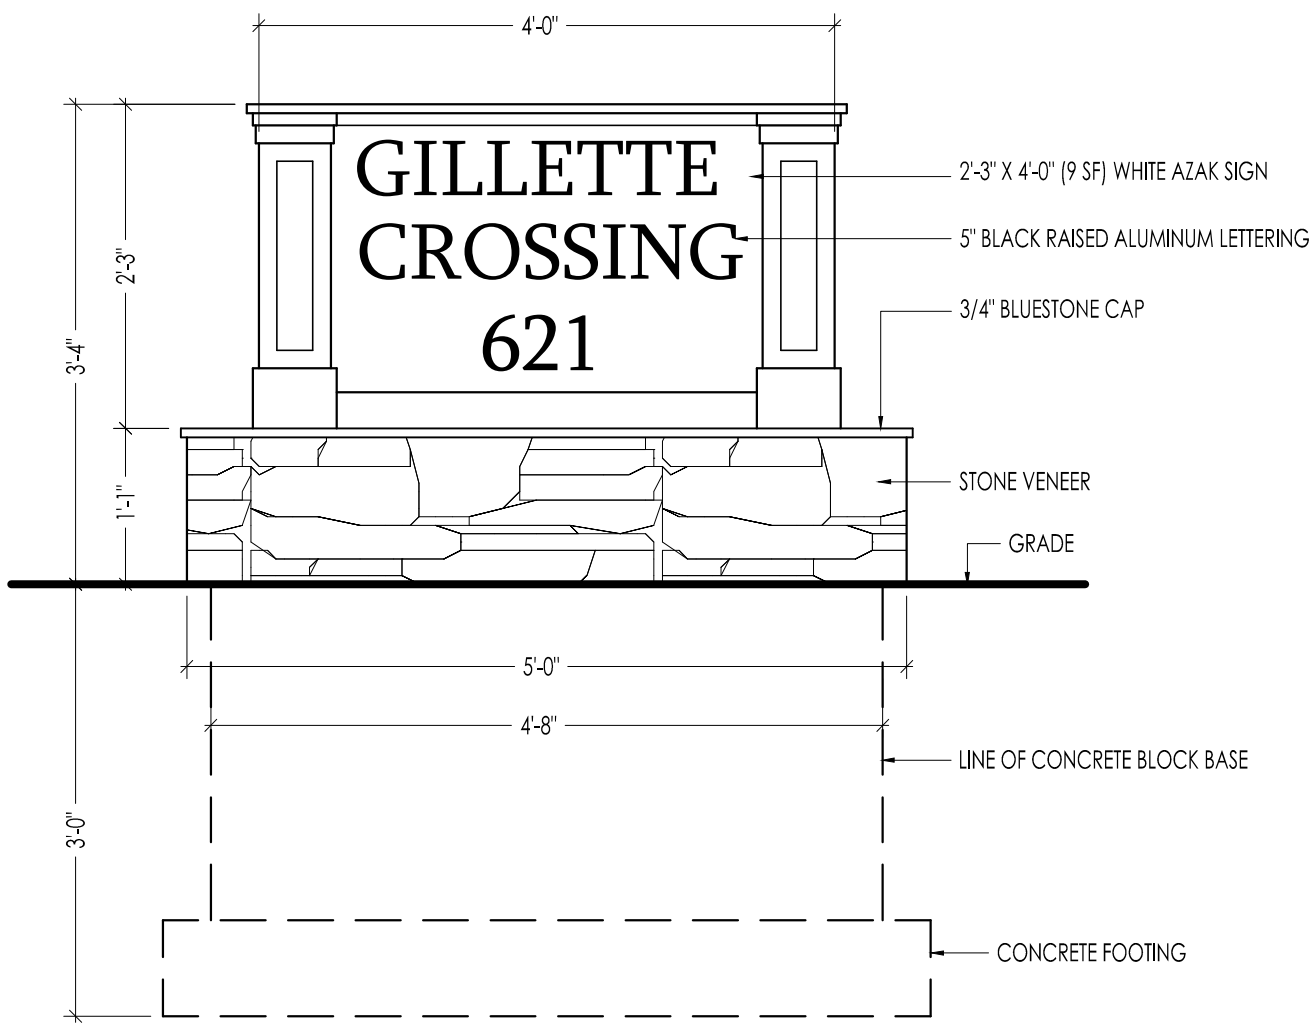 4'-0"
GILLETTE
CROSSING
621
2'-3" X 4'-0" (9 SF) WHITE AZAK SIGN
5" BLACK RAISED ALUMINUM LETTERING
3/4" BLUESTONE CAP
2'-3"
3'-4"
1'-1"
STONE VENEER
GRADE
5'-0"
4'-8"
LINE OF CONCRETE BLOCK BASE
3'-0"
CONCRETE FOOTING